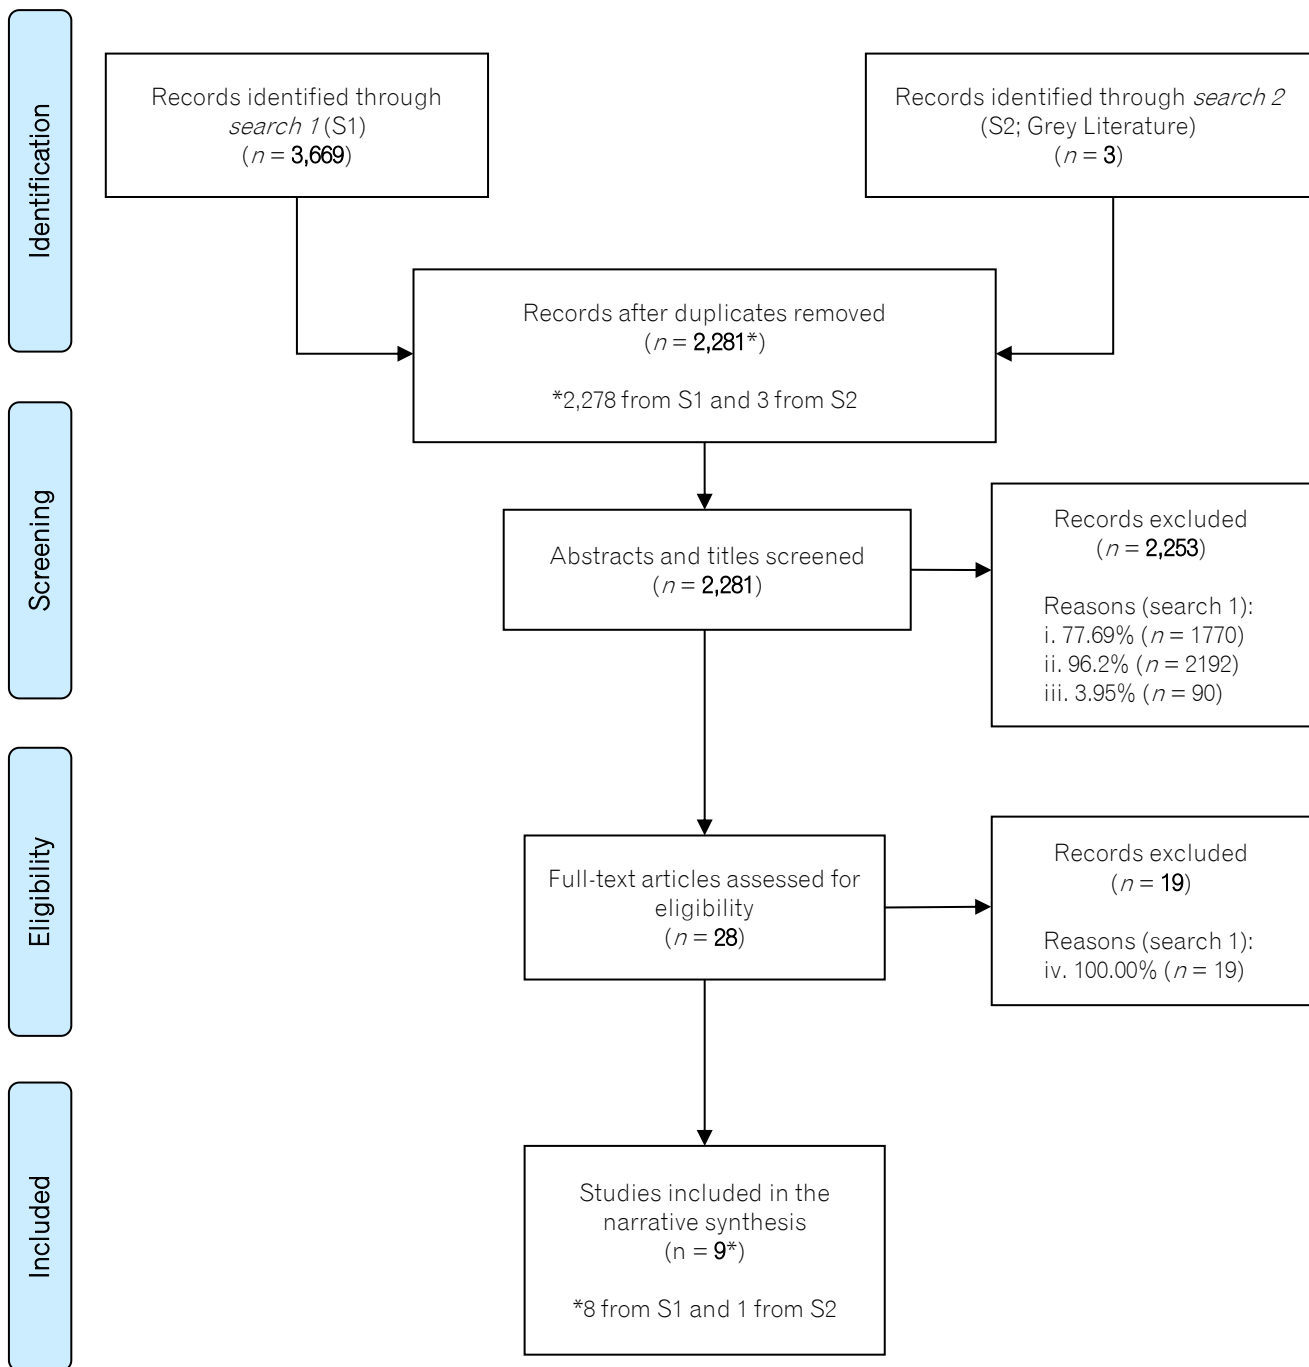 Identification
Records identified through
search 1 (S1)
(n = 3,669)
Records identified through search 2
(S2; Grey Literature)
(n = 3)
Records after duplicates removed
(n = 2,281*)
*2,278 from S1 and 3 from S2
Screening
Abstracts and titles screened
(n = 2,281)
Records excluded
(n = 2,253)
Reasons (search 1):
i. 77.69% (n = 1770)
ii. 96.2% (n = 2192)
iii. 3.95% (n = 90)
Eligibility
Full-text articles assessed for
eligibility
(n = 28)
Records excluded
(n = 19)
Reasons (search 1):
iv. 100.00% (n = 19)
Included
Studies included in the
narrative synthesis
(n = 9*)
*8 from S1 and 1 from S2